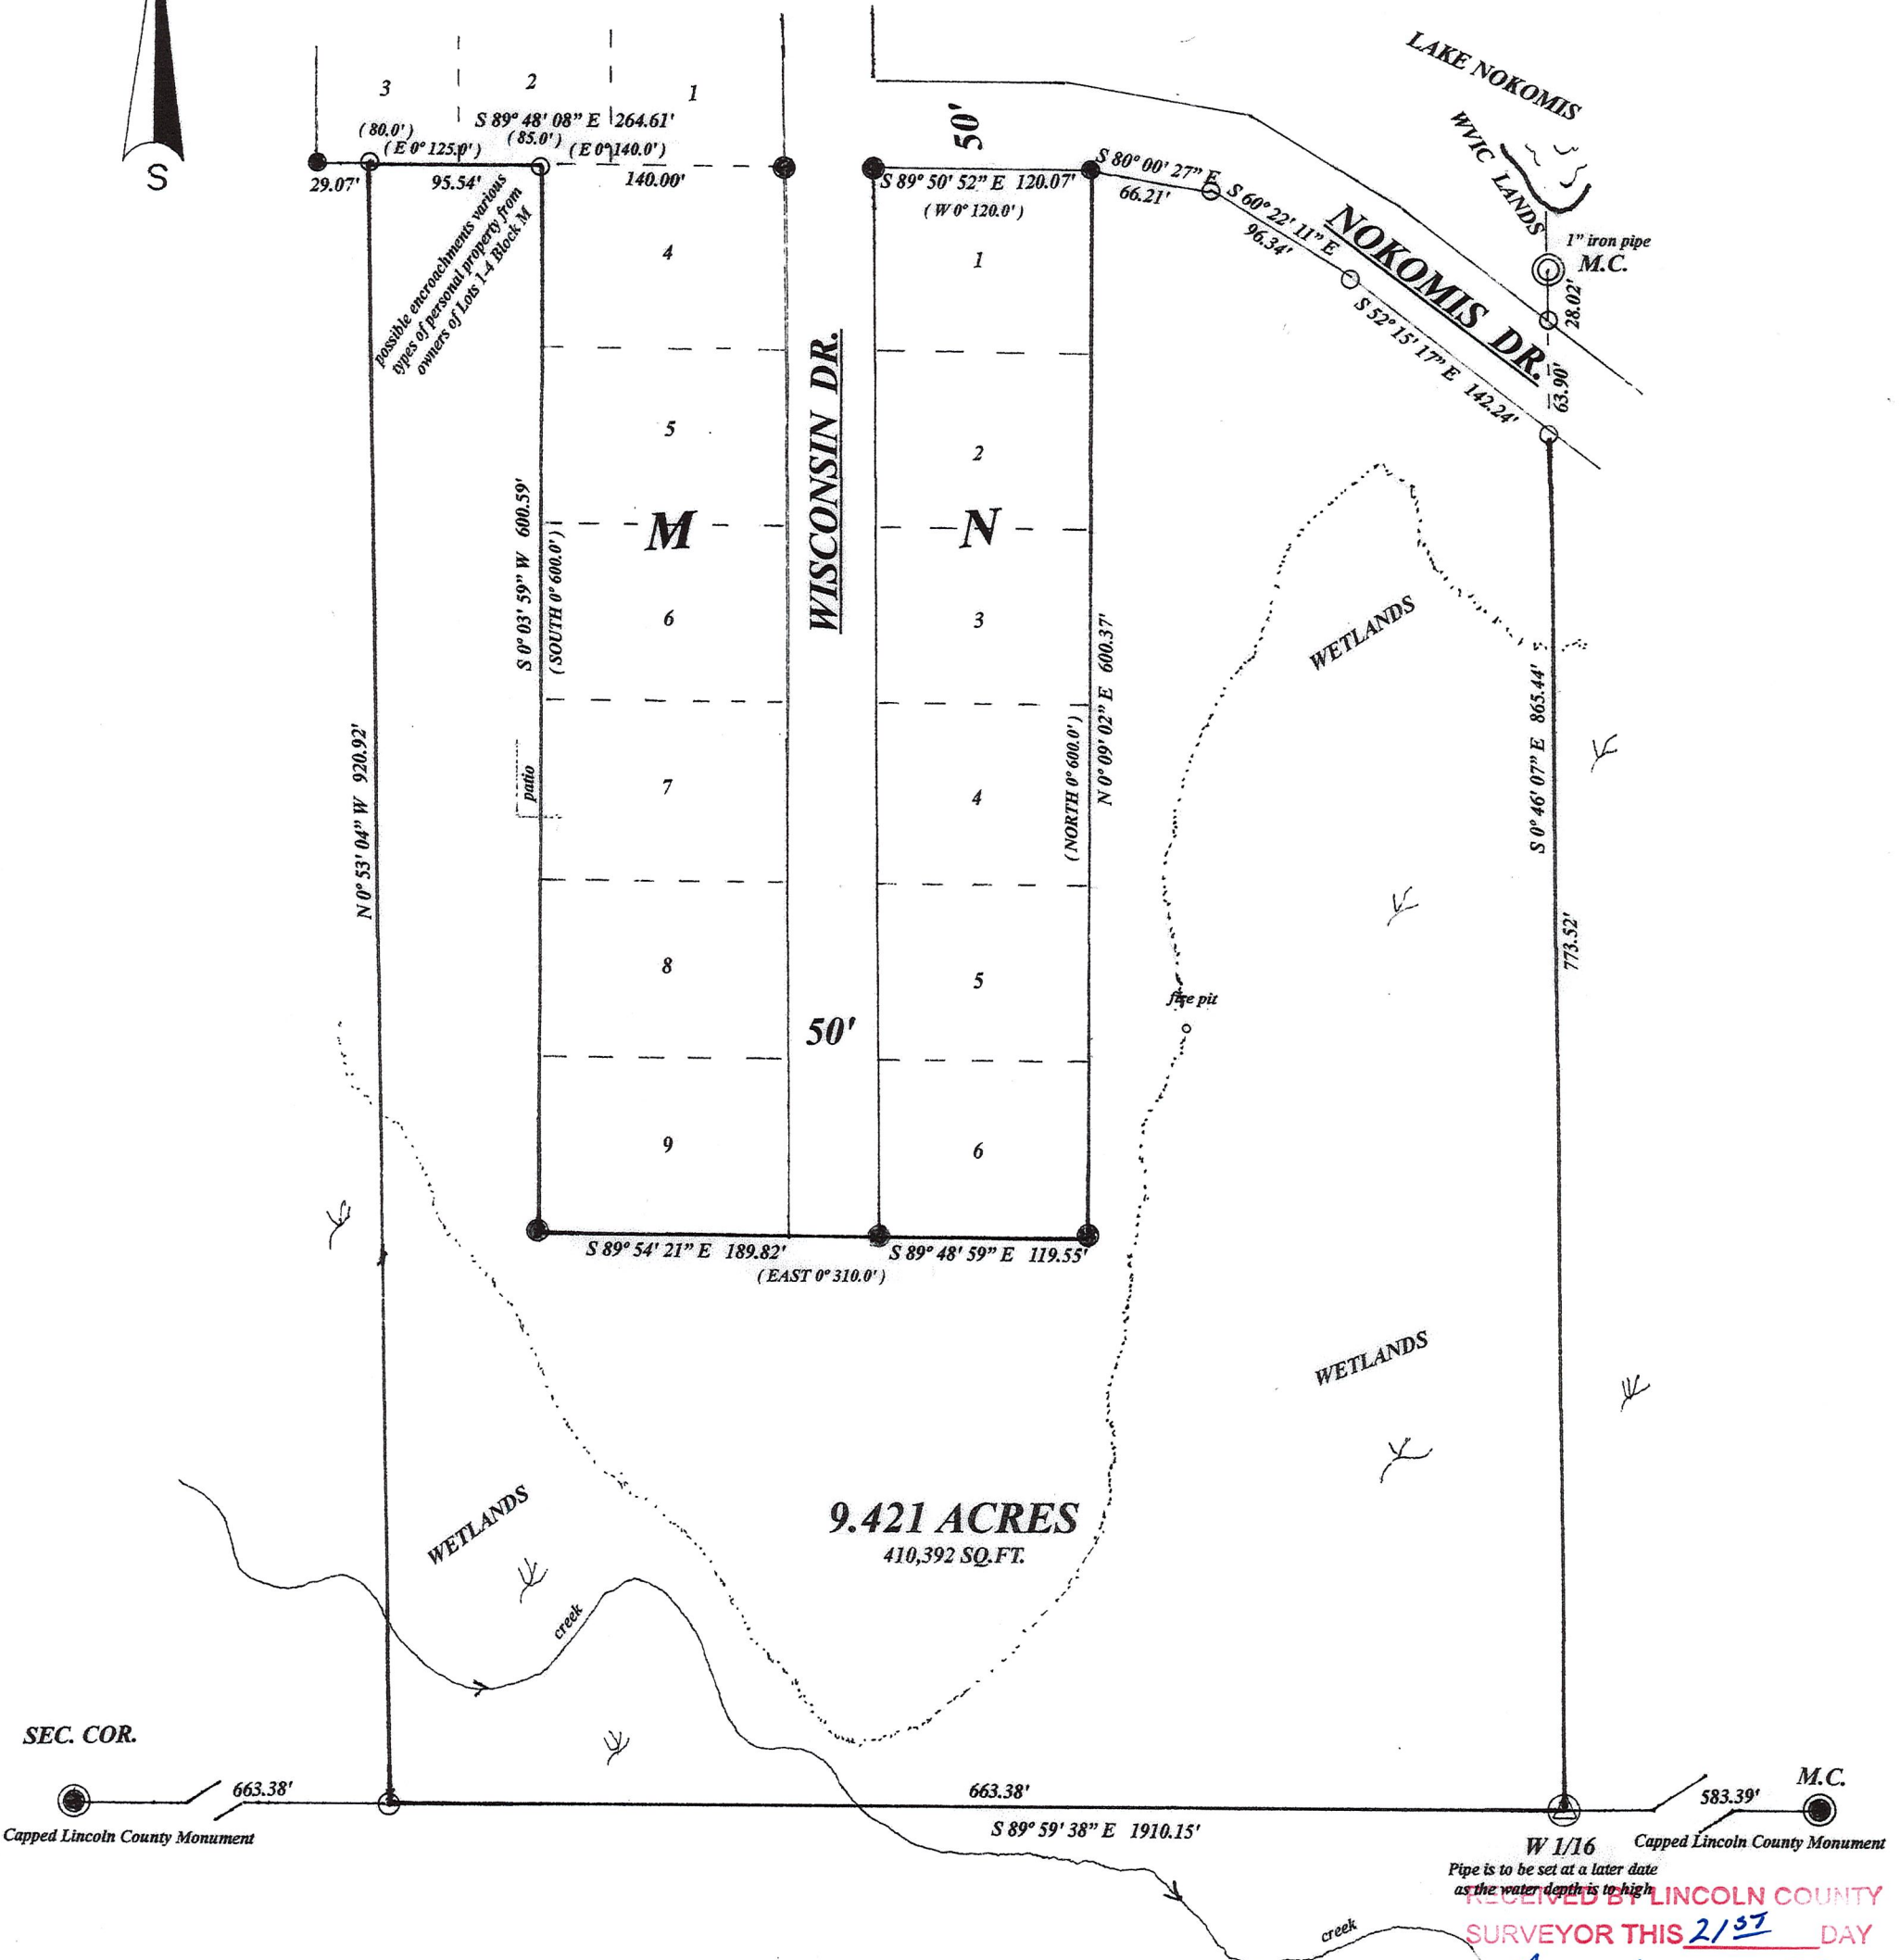 S
3
2
1
S 89° 48' 08" E 264.61'
(80.0')
(85.0')
(E 0° 125.0')
(E 0° 140.0')
29.07'
95.54'
140.00'
possible encroachments various
types of personal property from
owners of Lots 1-4 Block M
50'
S 89° 50' 52" E 120.07'
(W 0° 120.0')
S 80° 00' 27" E
66.21'
S 60° 22' 11" E
96.34'
S 52° 15' 17" E 142.24'
NOKOMIS DR.
LAKE NOKOMIS
WVIC LANDS
1" iron pipe
M.C.
28.02'
63.90'
4
5
M
6
7
8
9
WISCONSIN DR.
50'
1
2
N
3
4
5
6
S 0° 03' 59" W 600.59'
(SOUTH 0° 600.0')
patio
N 0° 53' 04" W 920.92'
(NORTH 0° 600.0')
N 0° 09' 02" E 600.37'
WETLANDS
S 0° 46' 07" E 865.44'
773.52'
fire pit
S 89° 54' 21" E 189.82'
S 89° 48' 59" E 119.55'
(EAST 0° 310.0')
WETLANDS
WETLANDS
9.421 ACRES
410,392 SQ.FT.
creek
SEC. COR.
663.38'
Capped Lincoln County Monument
663.38'
S 89° 59' 38" E 1910.15'
583.39'
M.C.
Capped Lincoln County Monument
W 1/16
Pipe is to be set at a later date
as the water depth is to high
RECEIVED BY LINCOLN COUNTY
SURVEYOR THIS 21ST DAY
creek